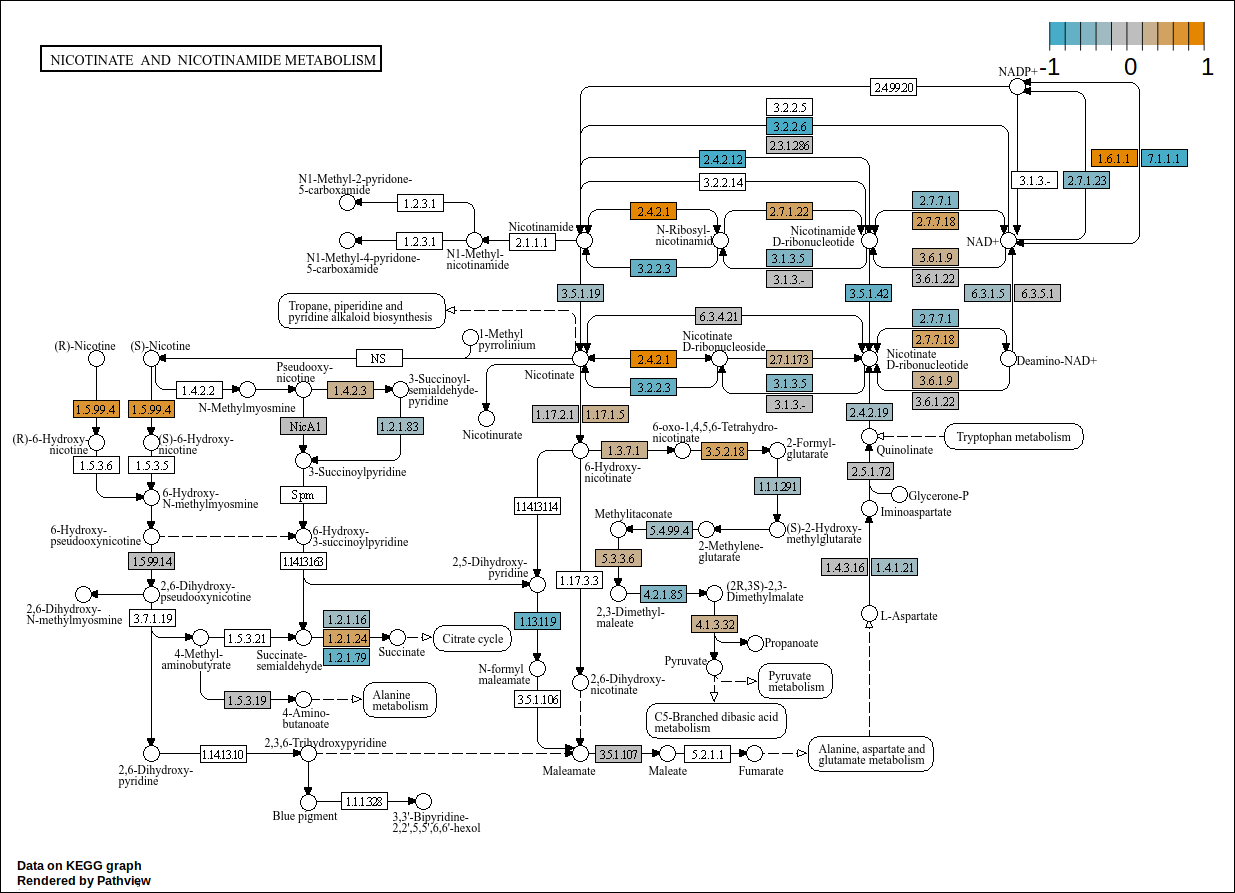 NICOTINATE AND NICOTINAMIDE METABOLISM
-1 0 1
NADP+
2.4.99.20
3.2.2.5
3.2.2.6
2.3.1.286
2.4.2.12
3.2.2.14
1.6.1.1 7.1.1.1
3.1.3.- 2.7.1.23
N1-Methyl-2-pyridone-
5-carboxamide
1.2.3.1
1.2.3.1
N1-Methyl-4-pyridone-
5-carboxamide
N1-Methyl-
nicotinamide
2.1.1.1
Nicotinamide
2.4.2.1
N-Ribosyl-
nicotinamid
2.7.1.22
Nicotinamide
D-ribonucleotide
2.7.7.1
2.7.7.18
NAD+
3.2.2.3
3.1.3.5
3.1.3.-
3.6.1.9
3.6.1.22
3.5.1.19
3.5.1.42
6.3.1.5 6.3.5.1
Tropane, piperidine and
pyridine alkaloid biosynthesis
6.3.4.21
2.7.7.1
2.7.7.18
(R)-Nicotine
(S)-Nicotine
NS
1-Methyl
pyrrolinium
Nicotinate
2.4.2.1
Nicotinate
D-ribonucleoside
2.7.1.173
Nicotinate
D-ribonucleotide
Deamino-NAD+
3.2.2.3
3.1.3.5
3.1.3.-
3.6.1.9
3.6.1.22
Pseudooxy-
nicotine
1.4.2.2
N-Methylmyosmine
1.4.2.3
3-Succinoyl-
semialdehyde-
pyridine
1.5.99.4
1.5.99.4
NicA1
1.2.1.83
Nicotinurate
1.17.2.1 1.17.1.5
2.4.2.19
(R)-6-Hydroxy-
nicotine
(S)-6-Hydroxy-
nicotine
6-oxo-1,4,5,6-Tetrahydro-
nicotinate
Quinolinate
Tryptophan metabolism
1.5.3.6
1.5.3.5
3-Succinoylpyridine
1.3.7.1
3.5.2.18
2-Formyl-
glutarate
6-Hydroxy-
nicotinate
2.5.1.72
6-Hydroxy-
N-methylmyosmine
Spm
1.14.13.114
1.1.1.291
Glycerone-P
Iminoaspartate
6-Hydroxy-
pseudooxynicotine
6-Hydroxy-
3-succinoylpyridine
Methylitaconate
5.4.99.4
2-Methylene-
glutarate
(S)-2-Hydroxy-
methylglutarate
1.5.99.14
1.14.13.163
2,5-Dihydroxy-
pyridine
5.3.3.6
1.4.3.16 1.4.1.21
2,6-Dihydroxy-
N-methylmyosmine
2,6-Dihydroxy-
pseudooxynicotine
1.17.3.3
4.2.1.85
(2R,3S)-2,3-
Dimethylmalate
2,3-Dimethyl-
maleate
L-Aspartate
3.7.1.19
1.2.1.16
1.2.1.24
1.2.1.79
1.13.11.9
4.1.3.32
1.5.3.21
4-Methyl-
aminobutyrate
Succinate-
semialdehyde
Succinate
Citrate cycle
Propanoate
Pyruvate
N-formyl
maleamate
2,6-Dihydroxy-
nicotinate
Pyruvate
metabolism
1.5.3.19
4-Amino-
butanoate
Alanine
metabolism
3.5.1.106
C5-Branched dibasic acid
metabolism
2,6-Dihydroxy-
pyridine
1.14.13.10
2,3,6-Trihydroxypyridine
Maleamate
3.5.1.107
Maleate
5.2.1.1
Fumarate
Alanine, aspartate and
glutamate metabolism
Blue pigment
1.1.1.328
3,3'-Bipyridine-
2,2',5,5',6,6'-hexol
Data on KEGG graph
Rendered by Pathview